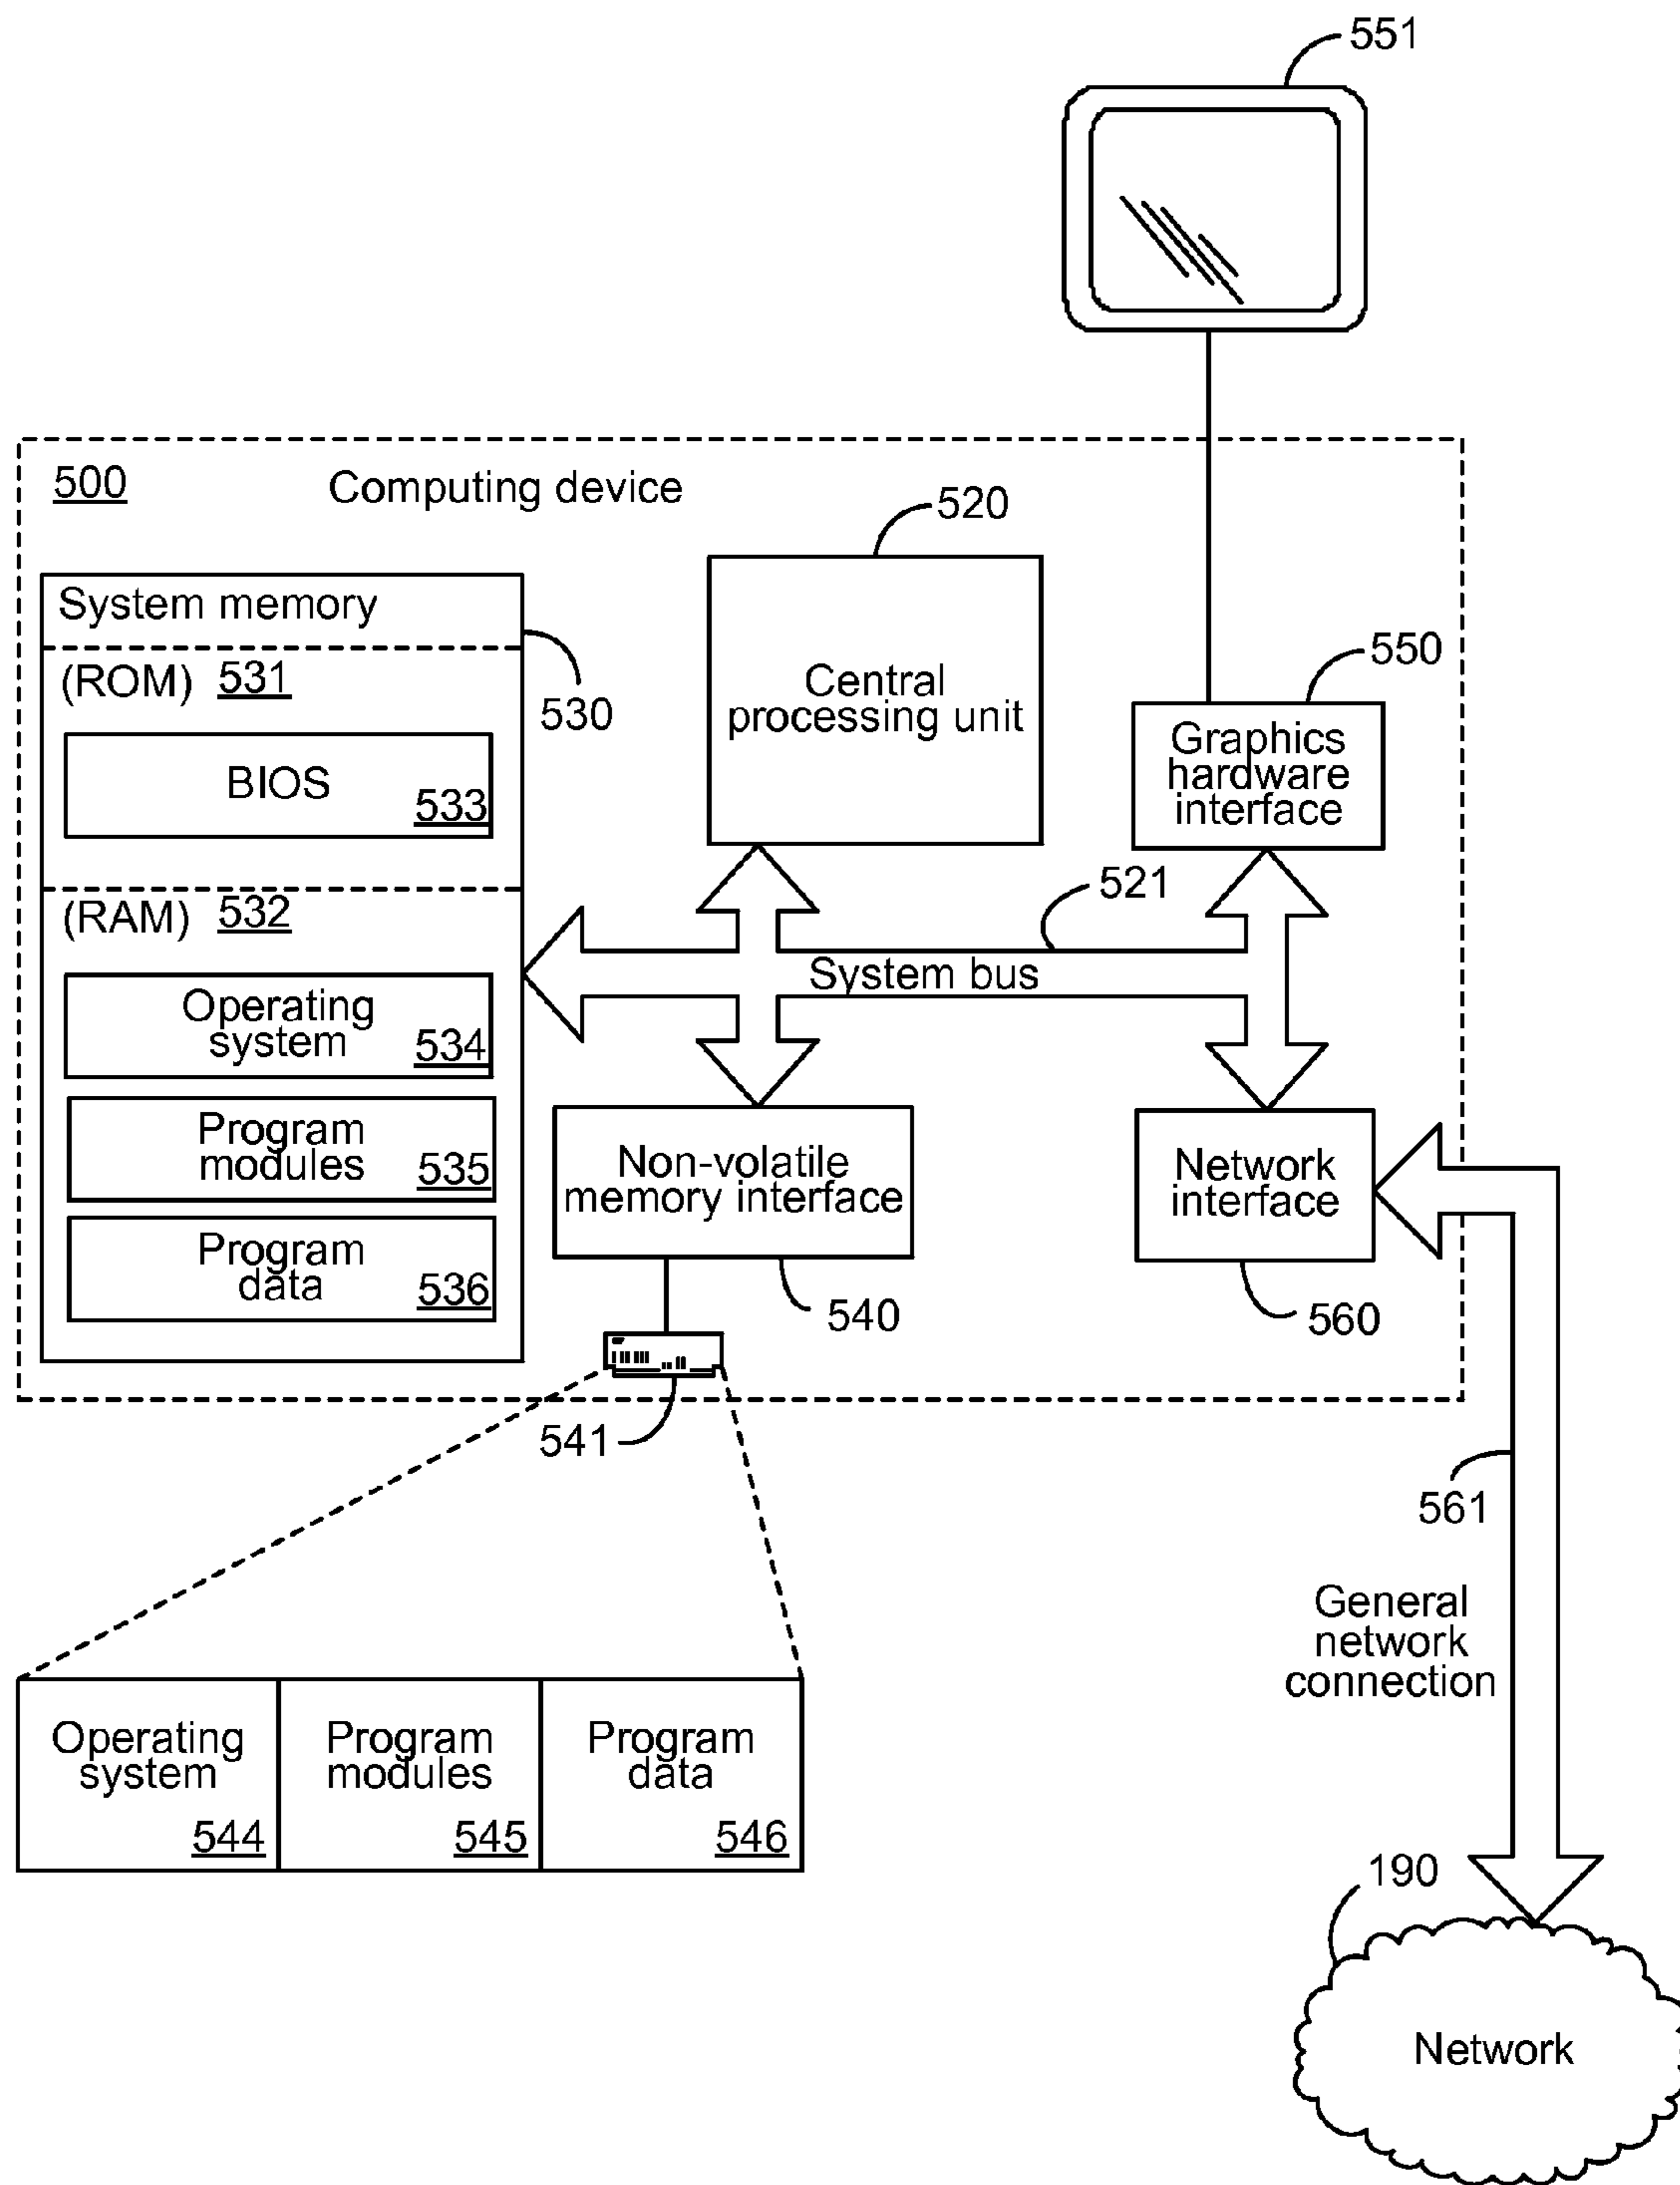 551
500
Computing device
520
System memory
(ROM) 531
530
BIOS
533
Central
processing unit
550
Graphics
hardware
interface
521
(RAM) 532
System bus
Operating
system
534
Program
modules
535
Program
data
536
Non-volatile
memory interface
540
Network
interface
560
541
561
General
network
connection
Operating
system
544
Program
modules
545
Program
data
546
190
Network